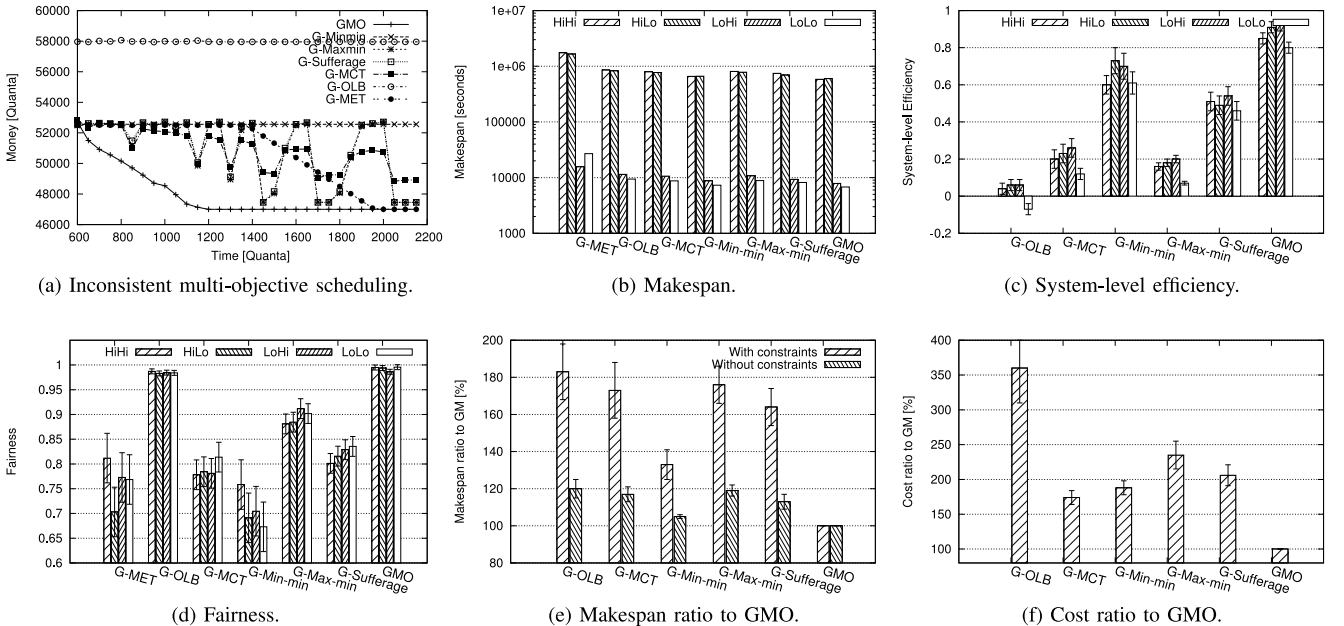 GMO
G-Minmin
G-Maxmin
G-Sufferage
G-MCT
G-OLB
G-MET
60000
58000
56000
54000
52000
50000
48000
46000
Money [Quanta]
600 800 1000 1200 1400 1600 1800 2000 2200
Time [Quanta]
(a) Inconsistent multi-objective scheduling.
HiHi HiLo LoHi LoLo
1e+07
1e+06
100000
10000
1000
Makespan [seconds]
G-MET G-OLB G-MCT G-Min-min G-Max-min G-Sufferage GMO
(b) Makespan.
HiHi HiLo LoHi LoLo
1
0.8
0.6
0.4
0.2
0
-0.2
System-level Efficiency
G-OLB G-MCT G-Min-min G-Max-min G-Sufferage GMO
(c) System-level efficiency.
HiHi HiLo LoHi LoLo
1
0.95
0.9
0.85
0.8
0.75
0.7
0.65
0.6
Fairness
G-MET G-OLB G-MCT G-Min-min G-Max-min G-Sufferage GMO
(d) Fairness.
With constraints
Without constraints
200
180
160
140
120
100
80
Makespan ratio to GM [%]
G-OLB G-MCT G-Min-min G-Max-min G-Sufferage GMO
(e) Makespan ratio to GMO.
400
350
300
250
200
150
100
Cost ratio to GM [%]
G-OLB G-MCT G-Min-min G-Max-min G-Sufferage GMO
(f) Cost ratio to GMO.